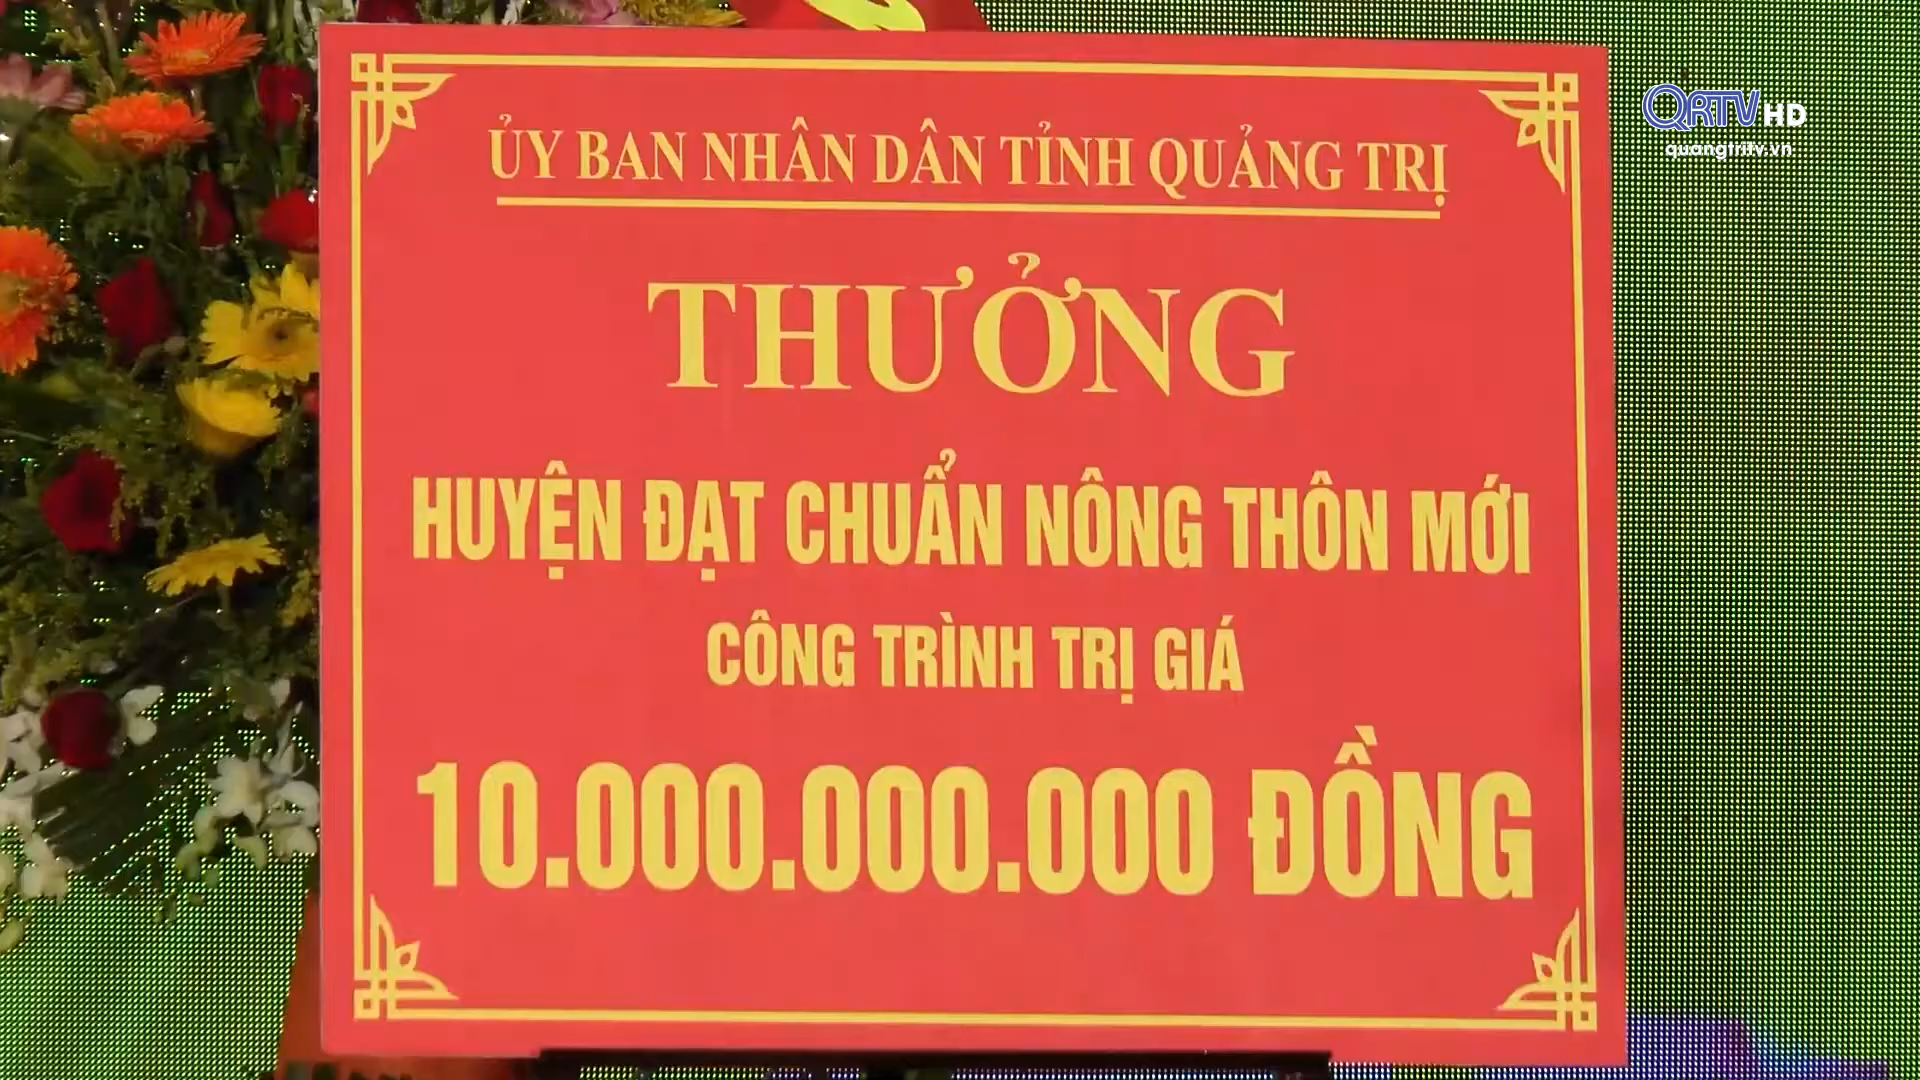 ỦY BAN NHÂN DÂN TỈNH QUẢNG TRỊ
THƯỞNG
HUYỆN ĐẠT CHUẨN NÔNG THÔN MỚI
CÔNG TRÌNH TRỊ GIÁ
10.000.000.000 ĐỒNG
QRTV HD
quangtritv.vn